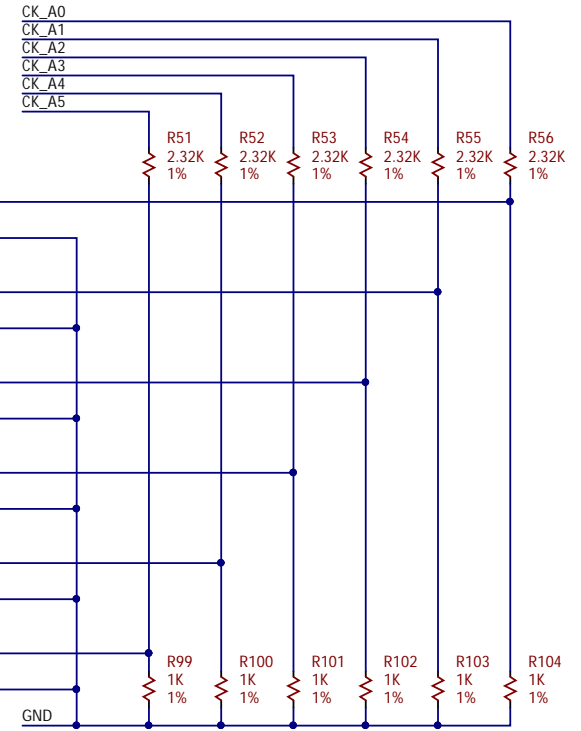 CK_A0
CK_A1
CK_A2
CK_A3
CK_A4
CK_A5
R51 R52 R53 R54 R55 R56
2.32K 2.32K 2.32K 2.32K 2.32K 2.32K
1% 1% 1% 1% 1% 1%
R99 R100 R101 R102 R103 R104
1K 1K 1K 1K 1K 1K
1% 1% 1% 1% 1% 1%
GND